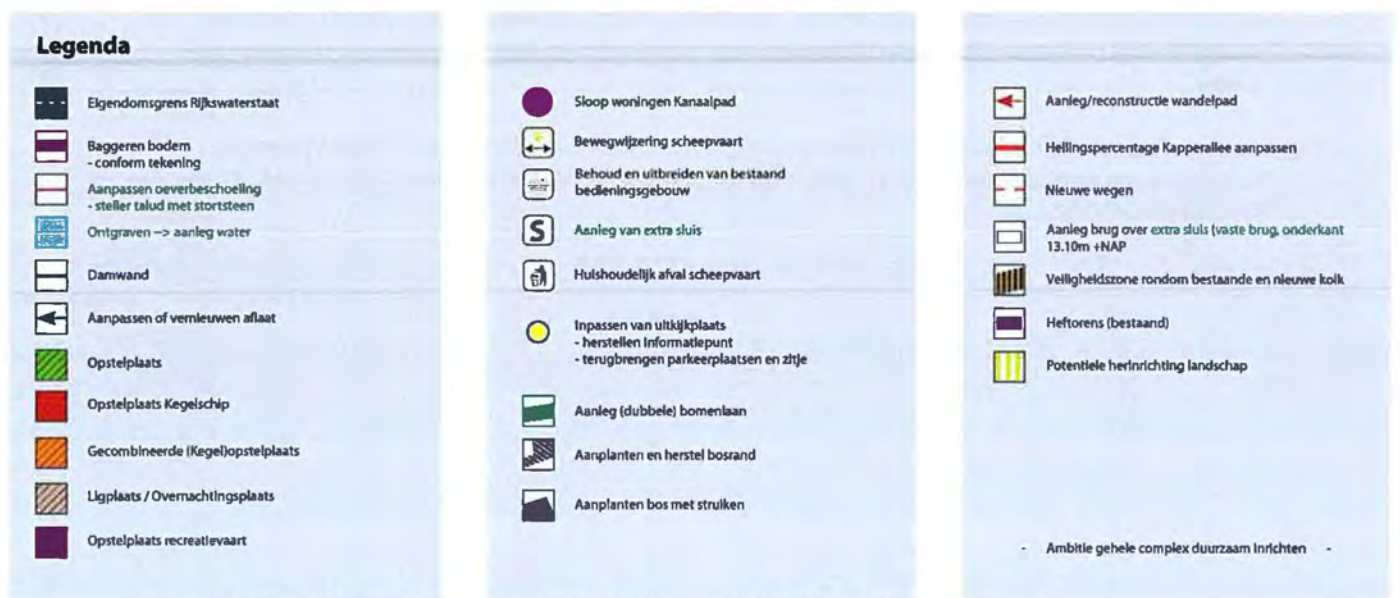 Legenda
Eigendomsgrens Rijkswaterstaat
Baggeren bodem
- conform tekening
Aanpassen oeverbeschoeiing
- steiler talud met stortsteen
Ontgraven --> aanleg water
Damwand
Aanpassen of vernieuwen aflaat
Opstelplaats
Opstelplaats Kegelschip
Gecombineerde (Kegel)opstelplaats
Ligplaats / Overnachtingsplaats
Opstelplaats recreatievaart
Sloop woningen Kanaalpad
Bewegwijzering scheepvaart
Behoud en uitbreiden van bestaand
bedieningsgebouw
S Aanleg van extra sluis
Huishoudelijk afval scheepvaart
Inpassen van uitkijkplaats
- herstellen informatiepunt
- terugbrengen parkeerplaatsen en zitje
Aanleg (dubbele) bomenlaan
Aanplanten en herstel bosrand
Aanplanten bos met struiken
Aanleg/reconstructie wandelpad
Hellingspercentage Kapperallee aanpassen
Nieuwe wegen
Aanleg brug over extra sluis (vaste brug, onderkant
13.10m +NAP
Veiligheidszone rondom bestaande en nieuwe kolk
Heftorens (bestaand)
Potentiele herinrichting landschap
- Ambitie gehele complex duurzaam inrichten -